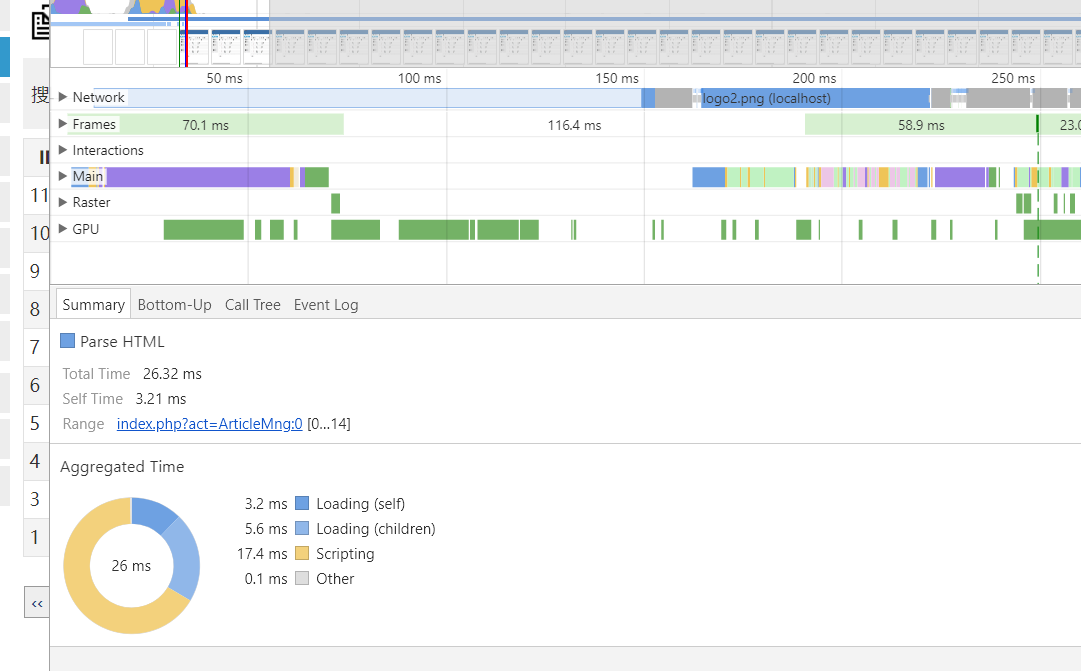 50 ms 100 ms 150 ms 200 ms 250 ms
搜
Network logo2.png (localhost)
Frames 70.1 ms 116.4 ms 58.9 ms 23.0
Interactions
Main
Raster
GPU
11
10
9
8
7
6
5
4
3
1
‹‹
Summary Bottom-Up Call Tree Event Log
Parse HTML
Total Time 26.32 ms
Self Time 3.21 ms
Range index.php?act=ArticleMng:0 [0…14]
Aggregated Time
26 ms
3.2 ms Loading (self)
5.6 ms Loading (children)
17.4 ms Scripting
0.1 ms Other